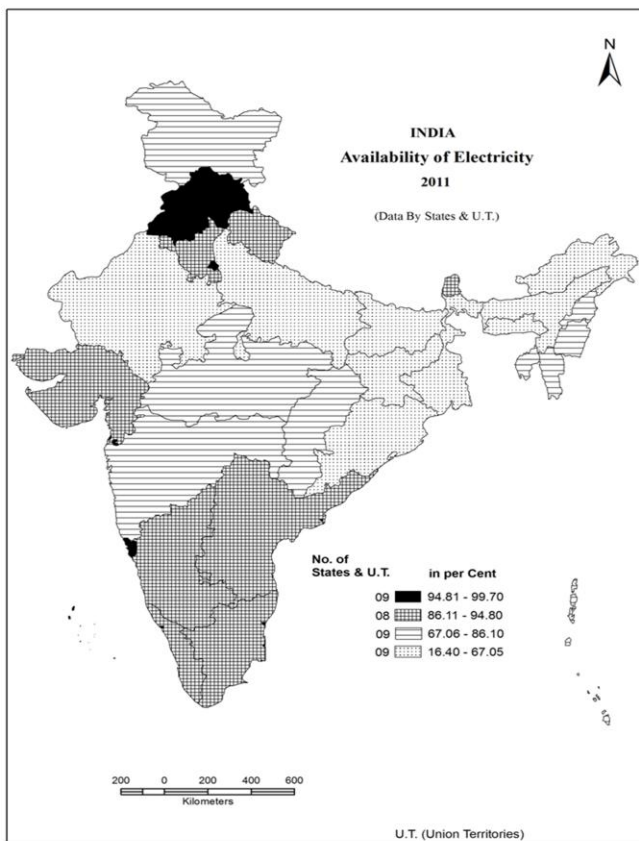 N
INDIA
Availability of Electricity
2011
(Data By States & U.T.)
No. of
States & U.T. in per Cent
09 94.81 - 99.70
08 86.11 - 94.80
09 67.06 - 86.10
09 16.40 - 67.05
200 0 200 400 600
Kilometers
U.T. (Union Territories)